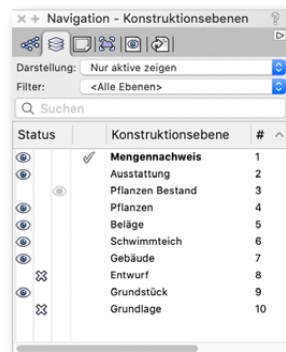 Navigation - Konstruktionsebenen
Darstellung: Nur aktive zeigen
Filter: <Alle Ebenen>
Suchen
Status Konstruktionsebene #
Mengennachweis 1
Ausstattung 2
Pflanzen Bestand 3
Pflanzen 4
Beläge 5
Schwimmteich 6
Gebäude 7
Entwurf 8
Grundstück 9
Grundlage 10